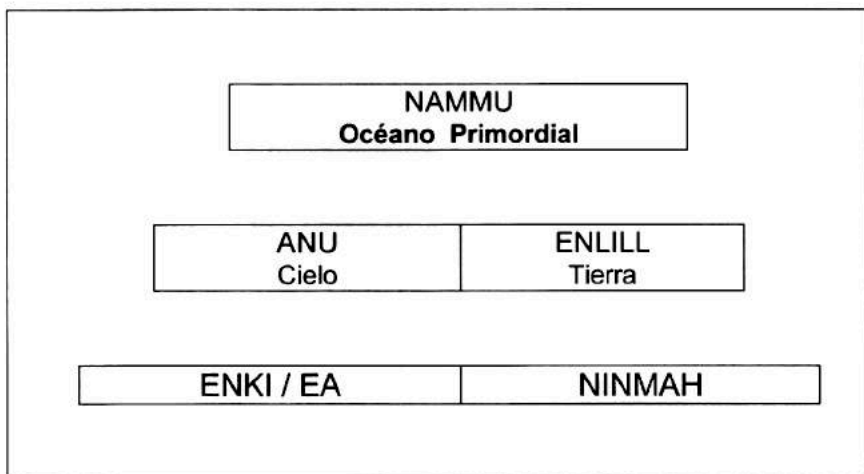 NAMMU
Océano Primordial
ANU
Cielo
ENLILL
Tierra
ENKI / EA
NINMAH